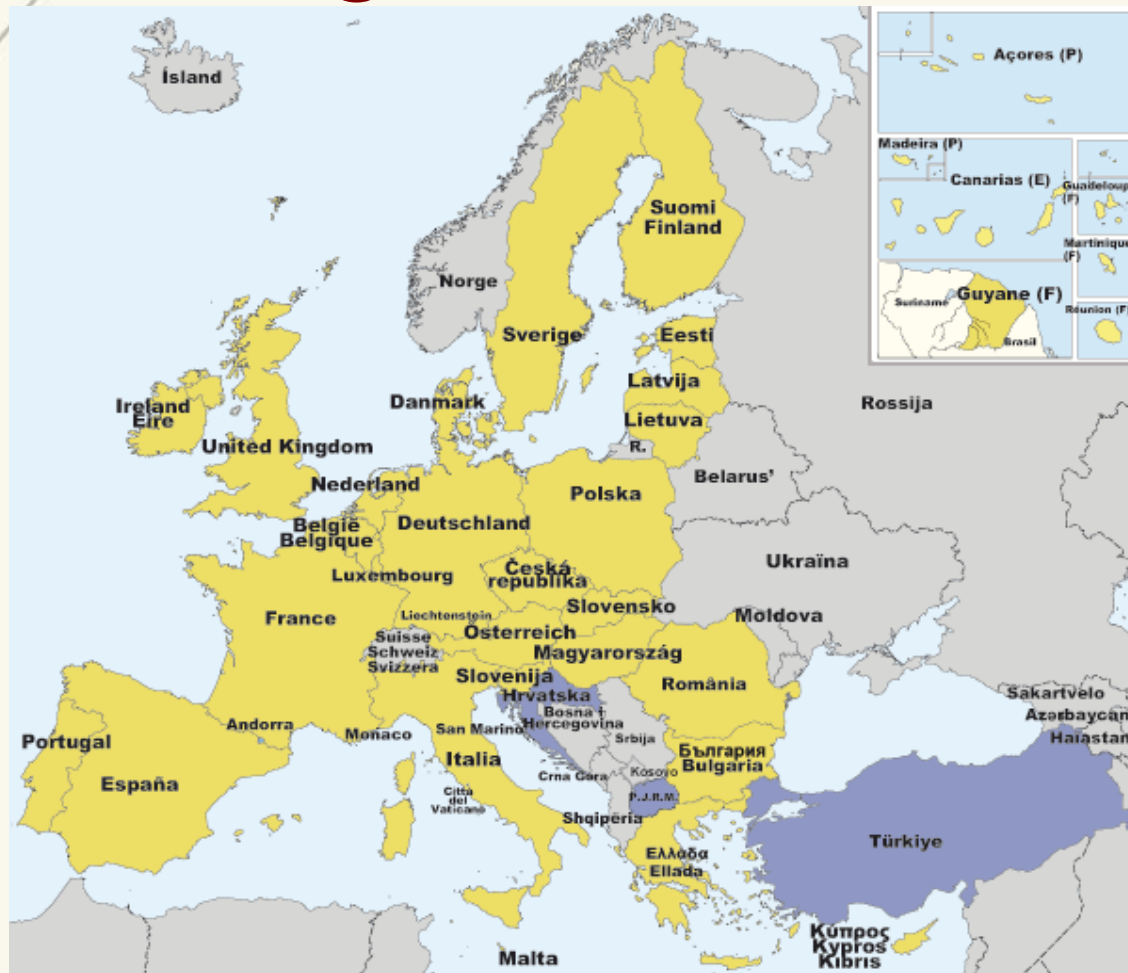 Ísland
Açores (P)
Madeira (P)
Canarias (E)
Guadeloup
(F)
Suomi
Finland
Martinique
(F)
Norge
Guyane (F)
Suriname
Réunion (F)
Brasil
Sverige
Eesti
Latvija
Danmark
Rossija
Ireland
Éire
Lietuva
R.
United Kingdom
Belarus'
Nederland
Polska
België
Belgique
Deutschland
Ukraïna
Česká
republika
Luxembourg
Slovensko
France
Liechtenstein
Moldova
Österreich
Suisse
Schweiz
Svizzera
Magyarország
Slovenija
România
Hrvatska
Sakartvelo
Bosna i
Hercegovina
Azərbaycan
Andorra
San Marino
Monaco
Srbija
Haiastan
Portugal
Italia
България
Bulgaria
España
Crna Gora
Kosovo
Città
del
Vaticano
P.J.R.M.
Shqipëria
Türkiye
Ελλάδα
Ellada
Κύπρος
Kypros
Kıbrıs
Malta